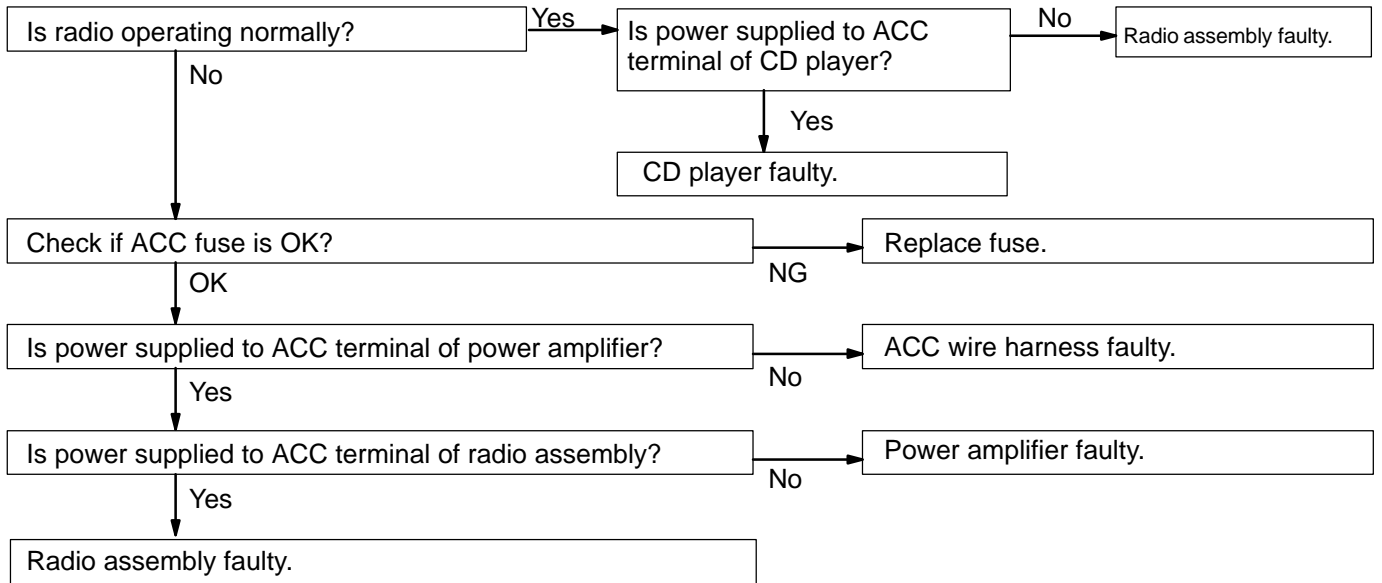 Is radio operating normally?
Yes
Is power supplied to ACC
terminal of CD player?
No
Radio assembly faulty.
No
Yes
CD player faulty.
Check if ACC fuse is OK?
NG
Replace fuse.
OK
Is power supplied to ACC terminal of power amplifier?
No
ACC wire harness faulty.
Yes
Is power supplied to ACC terminal of radio assembly?
No
Power amplifier faulty.
Yes
Radio assembly faulty.